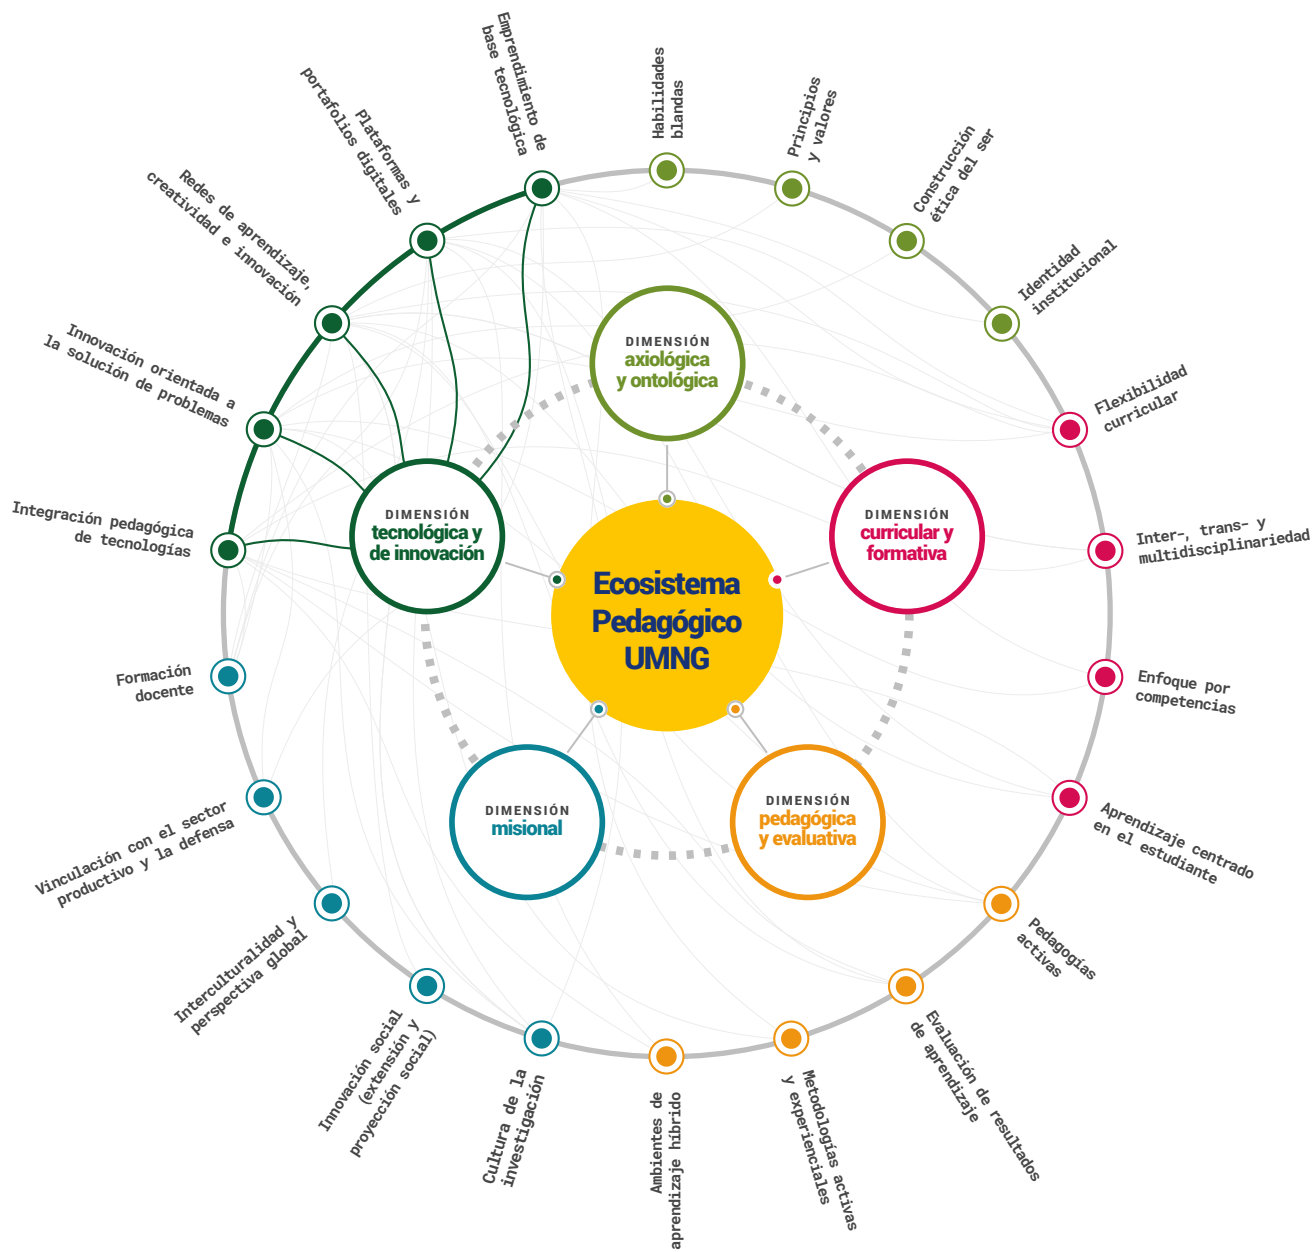 Emprendimiento de
base tecnológica
Habilidades
blandas
Principios
y valores
Construcción
ética del ser
Identidad
institucional
Flexibilidad
curricular
Inter-, trans- y
multidisciplinariedad
Enfoque por
competencias
Aprendizaje centrado
en el estudiante
Pedagogías
activas
Evaluación de resultados
de aprendizaje
Metodologías activas
y experienciales
Ambientes de
aprendizaje híbrido
Cultura de la
investigación
Innovación social
(extensión y
proyección social)
Interculturalidad y
perspectiva global
Vinculación con el sector
productivo y la defensa
Formación
docente
Integración pedagógica
de tecnologías
Innovación orientada a
la solución de problemas
Redes de aprendizaje,
creatividad e innovación
Plataformas y
portafolios digitales
DIMENSIÓN
axiológica
y ontológica
DIMENSIÓN
tecnológica y
de innovación
DIMENSIÓN
curricular y
formativa
Ecosistema
Pedagógico
UMNG
DIMENSIÓN
misional
DIMENSIÓN
pedagógica
y evaluativa